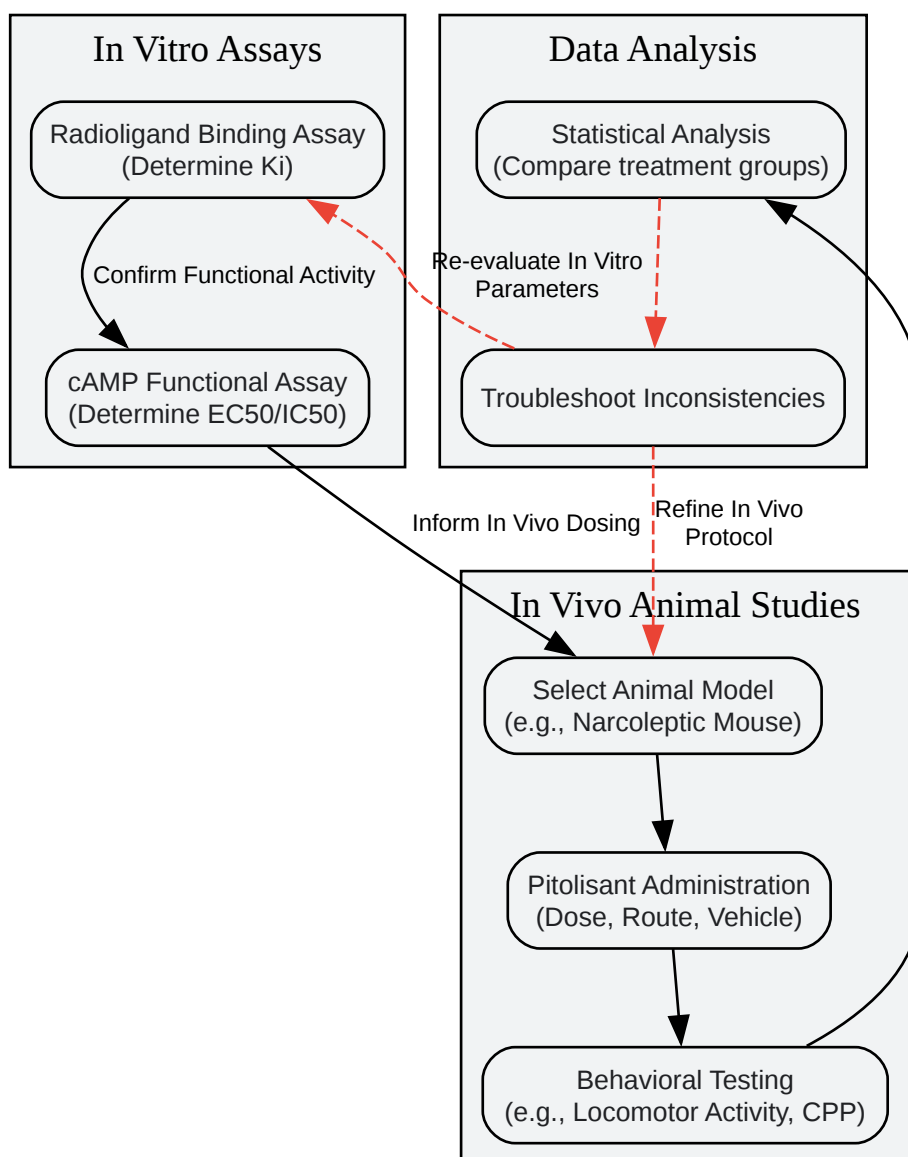 In Vitro Assays
Radioligand Binding Assay
(Determine Ki)
Confirm Functional Activity
cAMP Functional Assay
(Determine EC50/IC50)
Data Analysis
Statistical Analysis
(Compare treatment groups)
Re-evaluate In Vitro
Parameters
Troubleshoot Inconsistencies
Inform In Vivo Dosing
Refine In Vivo
Protocol
In Vivo Animal Studies
Select Animal Model
(e.g., Narcoleptic Mouse)
Pitolisant Administration
(Dose, Route, Vehicle)
Behavioral Testing
(e.g., Locomotor Activity, CPP)